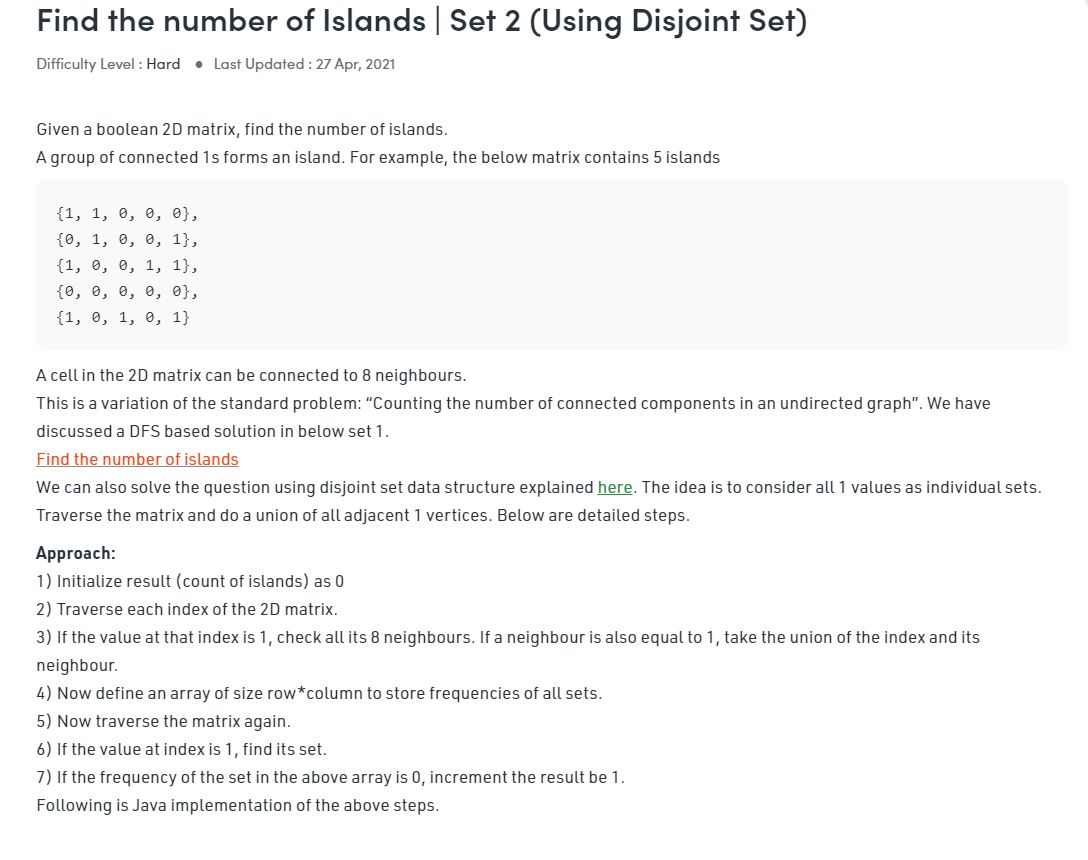 Find the number of Islands | Set 2 (Using Disjoint Set)
Difficulty Level : Hard ● Last Updated : 27 Apr, 2021
Given a boolean 2D matrix, find the number of islands.
A group of connected 1s forms an island. For example, the below matrix contains 5 islands
{1, 1, 0, 0, 0},
{0, 1, 0, 0, 1},
{1, 0, 0, 1, 1},
{0, 0, 0, 0, 0},
{1, 0, 1, 0, 1}
A cell in the 2D matrix can be connected to 8 neighbours.
This is a variation of the standard problem: “Counting the number of connected components in an undirected graph”. We have
discussed a DFS based solution in below set 1.
Find the number of islands
We can also solve the question using disjoint set data structure explained here. The idea is to consider all 1 values as individual sets.
Traverse the matrix and do a union of all adjacent 1 vertices. Below are detailed steps.
Approach:
1) Initialize result (count of islands) as 0
2) Traverse each index of the 2D matrix.
3) If the value at that index is 1, check all its 8 neighbours. If a neighbour is also equal to 1, take the union of the index and its
neighbour.
4) Now define an array of size row*column to store frequencies of all sets.
5) Now traverse the matrix again.
6) If the value at index is 1, find its set.
7) If the frequency of the set in the above array is 0, increment the result be 1.
Following is Java implementation of the above steps.